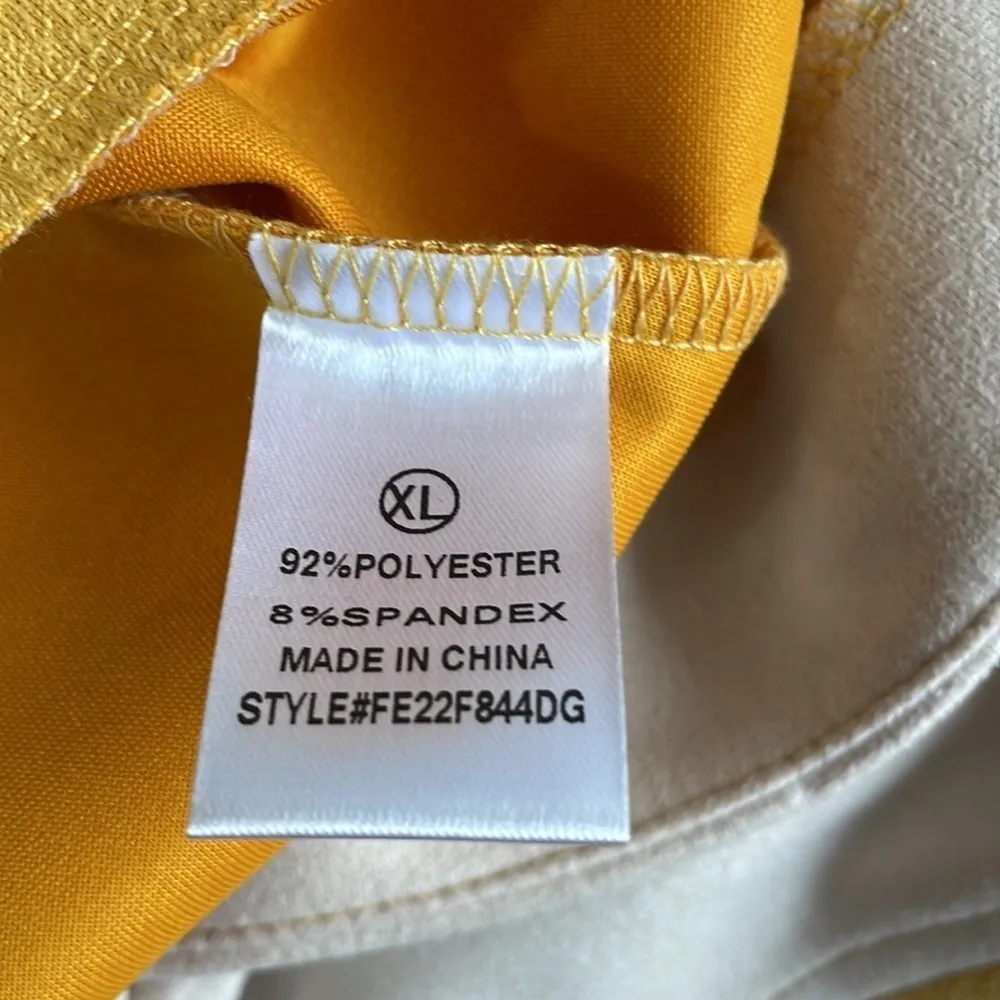 XL
92%POLYESTER
8%SPANDEX
MADE IN CHINA
STYLE#FE22F844DG